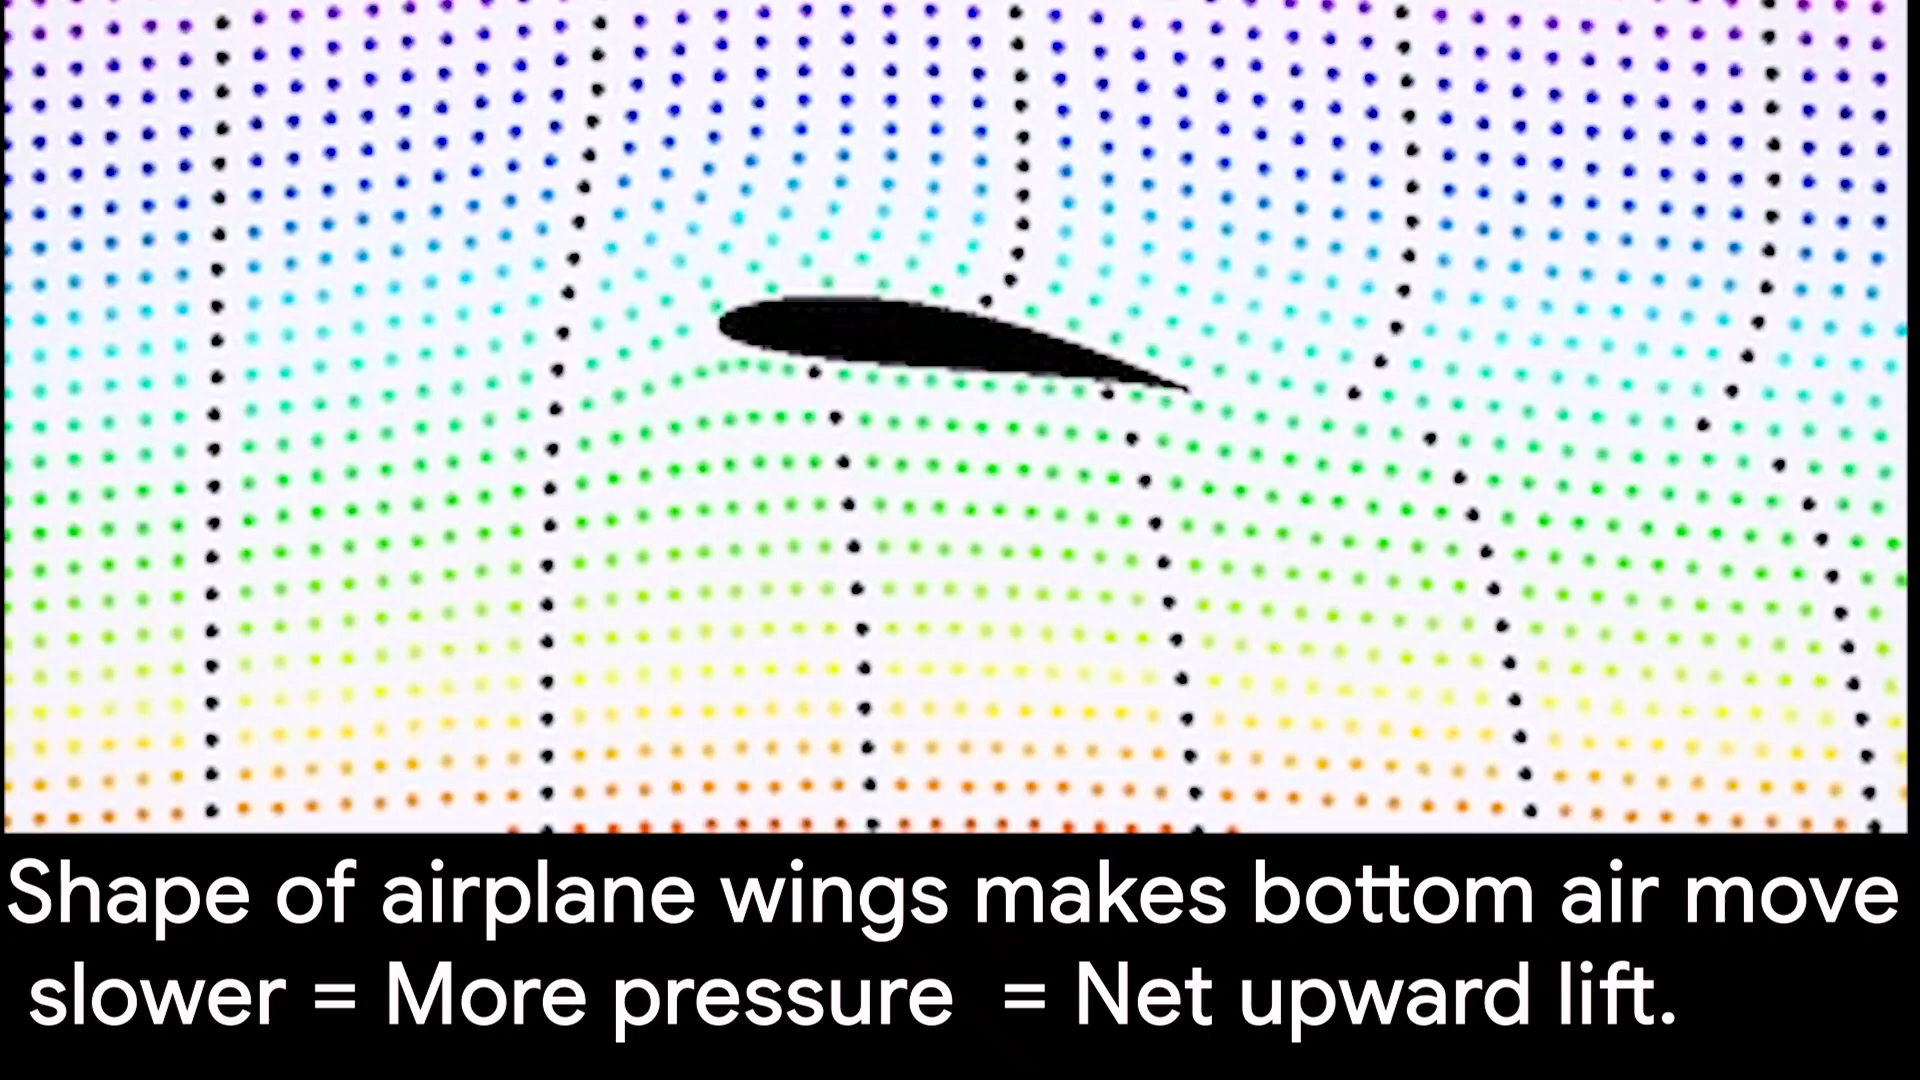 Shape of airplane wings makes bottom air move
slower = More pressure = Net upward lift.